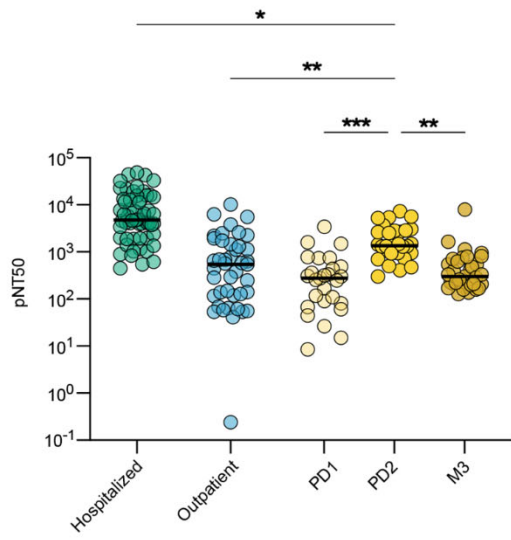 *
**
***
**
10^5
10^4
10^3
10^2
10^1
10^0
10^-1
pNT50
Hospitalized
Outpatient
PD1
PD2
M3